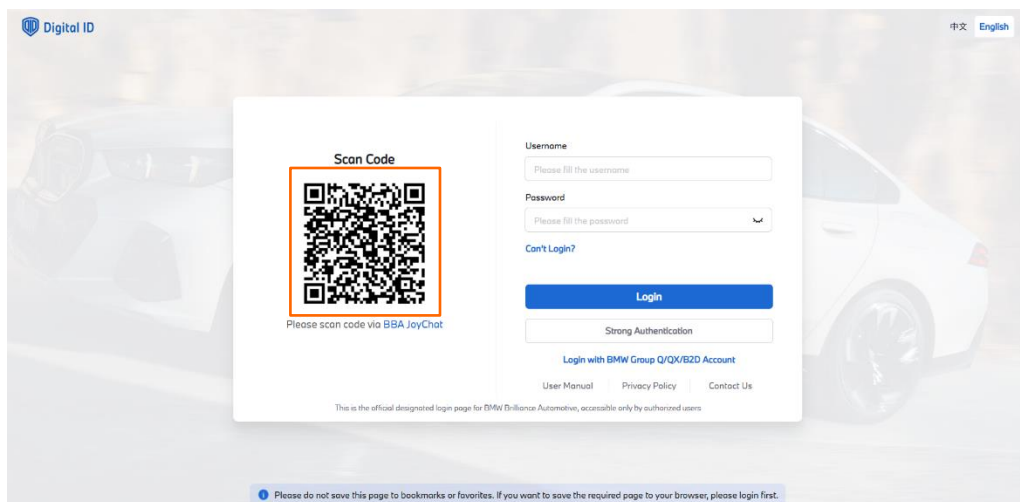 Digital ID
中文 English
Scan Code
Please scan code via BBA JoyChat
Username
Please fill the username
Password
Please fill the password
Can't Login?
Login
Strong Authentication
Login with BMW Group Q/QX/B2D Account
User Manual Privacy Policy Contact Us
This is the official designated login page for BMW Brilliance Automotive, accessible only by authorized users
Please do not save this page to bookmarks or favorites. If you want to save the required page to your browser, please login first.